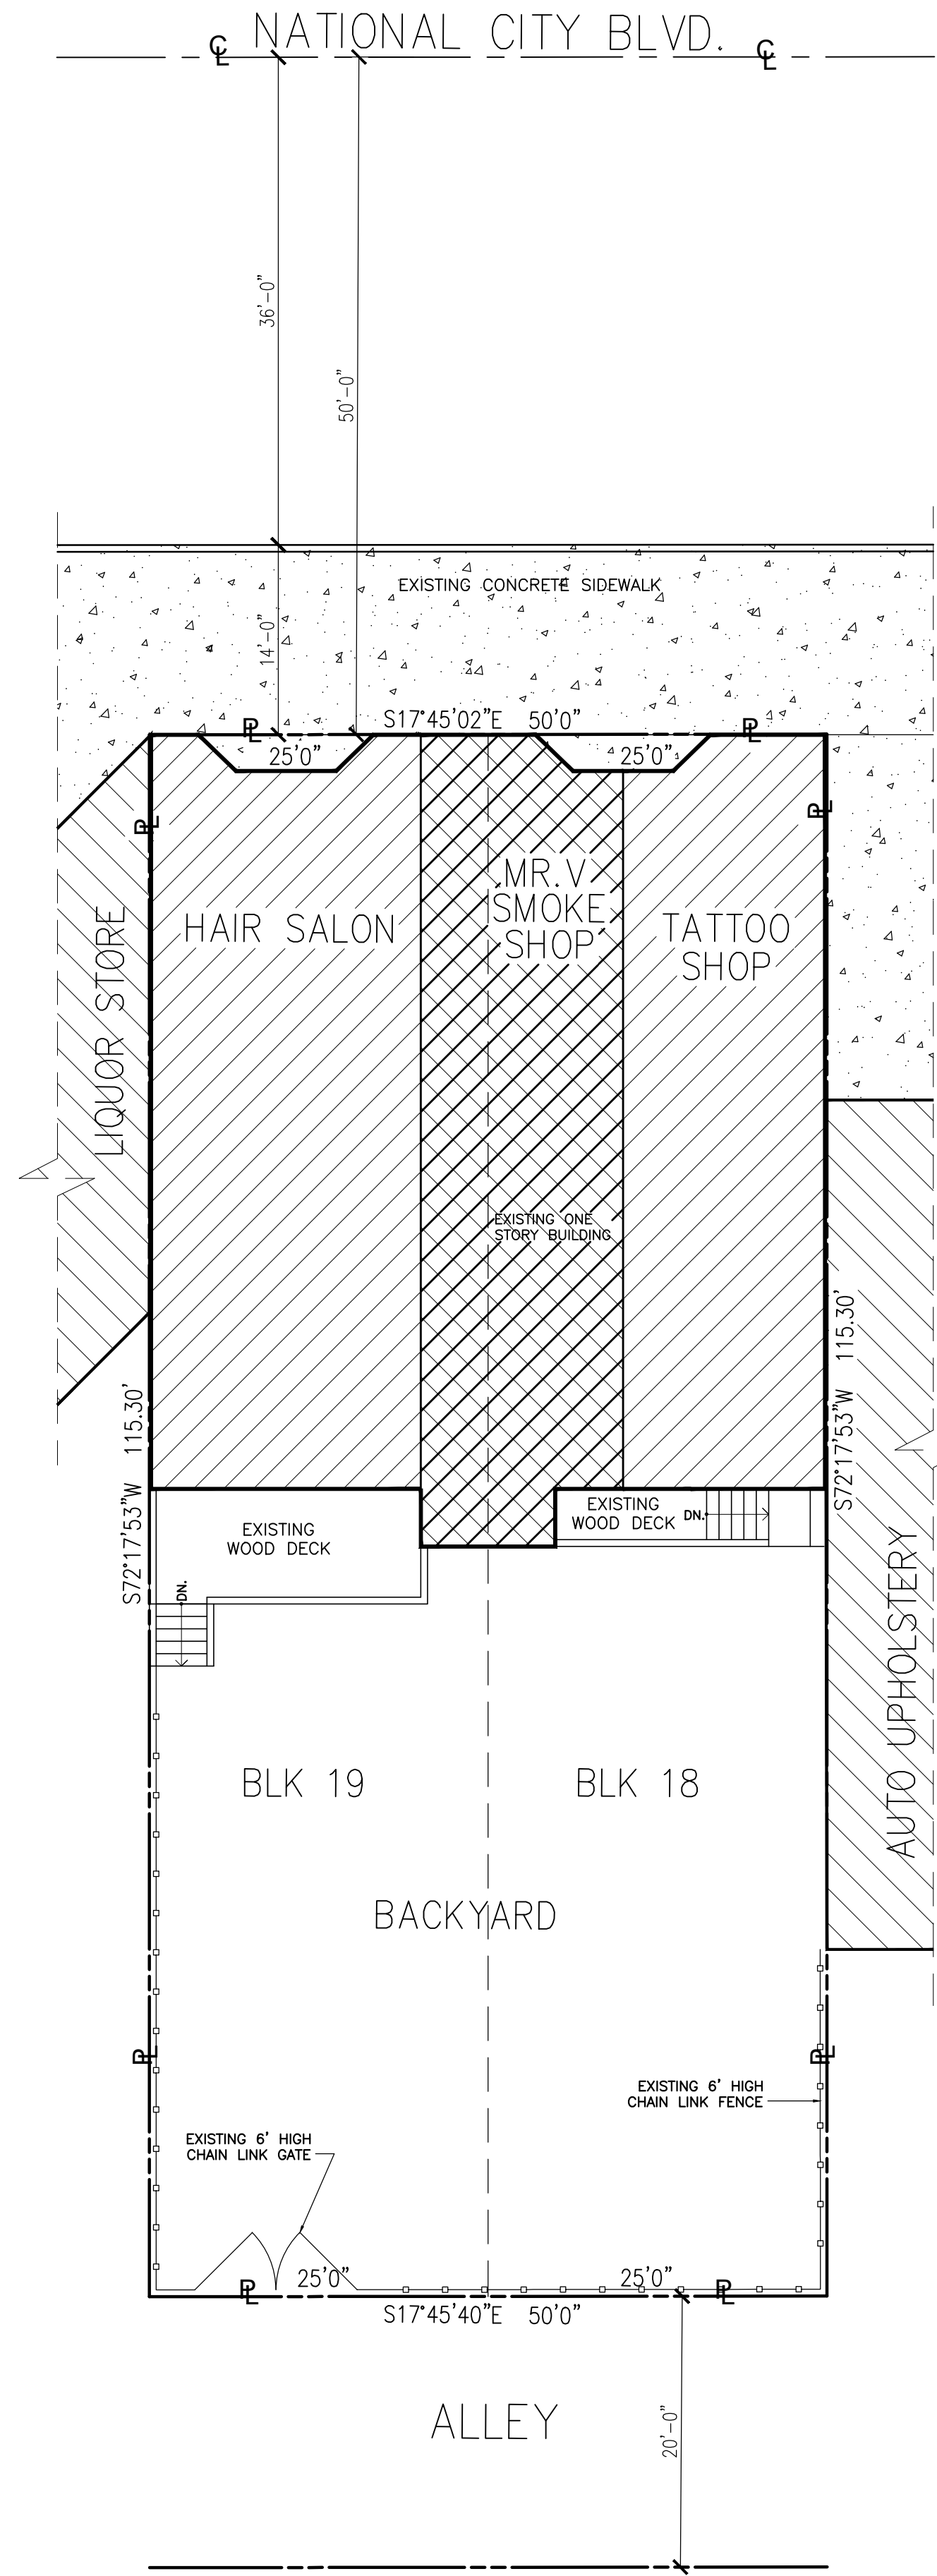 NATIONAL CITY BLVD.
CL
CL
36'-0"
50'-0"
EXISTING CONCRETE SIDEWALK
14'-0"
S17°45'02"E 50'0"
PL
PL
25'0"
25'0"
PL
PL
MR.V
SMOKE
SHOP
HAIR SALON
TATTOO
SHOP
LIQUOR STORE
EXISTING ONE
STORY BUILDING
S72°17'53"W 115.30'
S72°17'53"W 115.30'
EXISTING
WOOD DECK
EXISTING
WOOD DECK
DN.
DN.
AUTO UPHOLSTERY
BLK 19
BLK 18
BACKYARD
PL
PL
EXISTING 6' HIGH
CHAIN LINK FENCE
EXISTING 6' HIGH
CHAIN LINK GATE
25'0"
25'0"
PL
PL
S17°45'40"E 50'0"
ALLEY
20'-0"